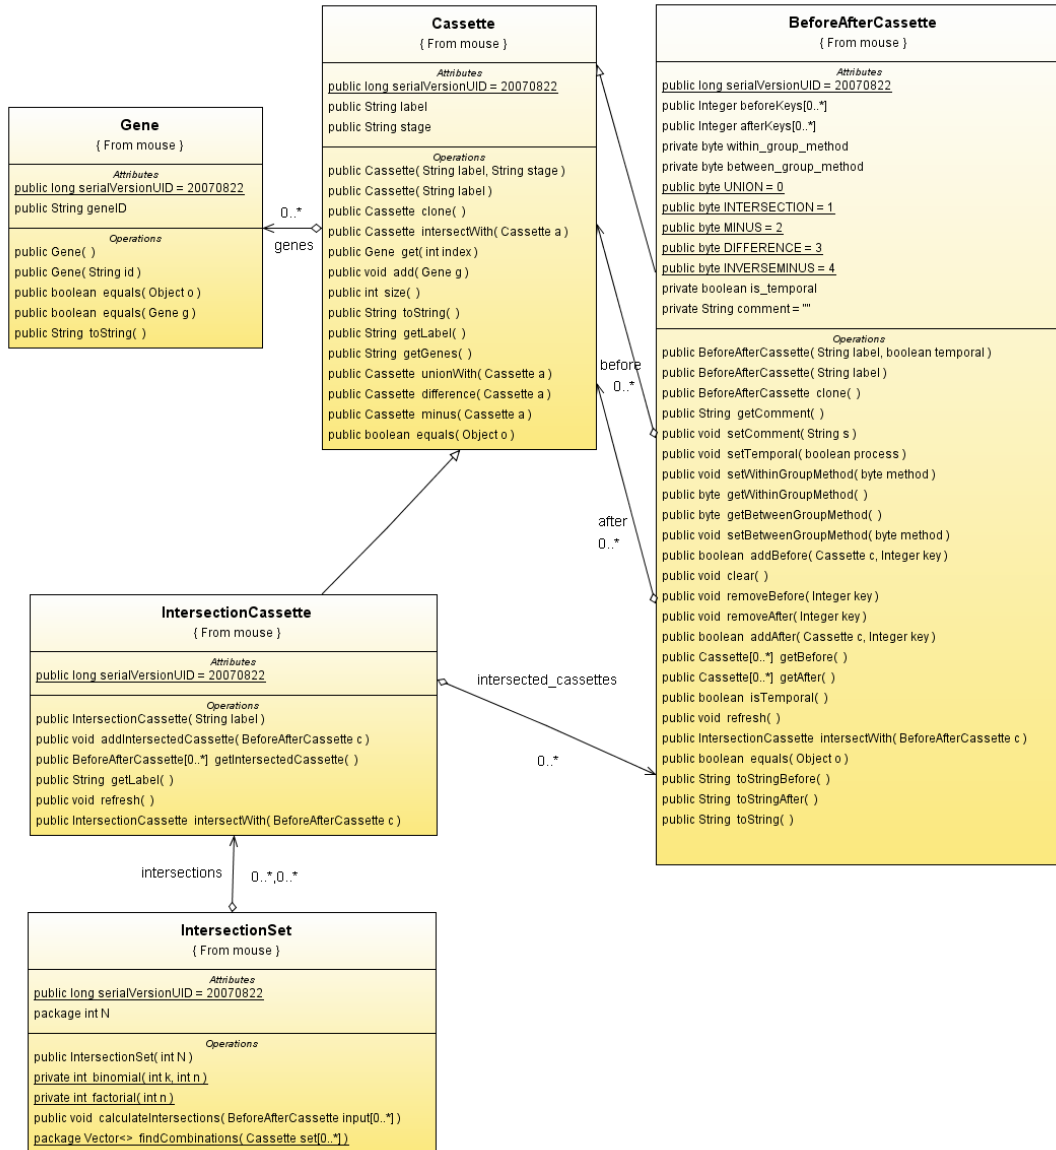 Cassette
{ From mouse }
Attributes
public long serialVersionUID = 20070822
public String label
public String stage
Operations
public Cassette( String label, String stage )
public Cassette( String label )
public Cassette clone( )
public Cassette intersectWith( Cassette a )
public Gene get( int index )
public void add( Gene g )
public int size( )
public String toString( )
public String getLabel( )
public String getGenes( )
public Cassette unionWith( Cassette a )
public Cassette difference( Cassette a )
public Cassette minus( Cassette a )
public boolean equals( Object o )
BeforeAfterCassette
{ From mouse }
Attributes
public long serialVersionUID = 20070822
public Integer beforeKeys[0..*]
public Integer afterKeys[0..*]
private byte within_group_method
private byte between_group_method
public byte UNION = 0
public byte INTERSECTION = 1
public byte MINUS = 2
public byte DIFFERENCE = 3
public byte INVERSEMINUS = 4
private boolean is_temporal
private String comment = ""
Operations
public BeforeAfterCassette( String label, boolean temporal )
public BeforeAfterCassette( String label )
public BeforeAfterCassette clone( )
public String getComment( )
public void setComment( String s )
public void setTemporal( boolean process )
public void setWithinGroupMethod( byte method )
public byte getWithinGroupMethod( )
public byte getBetweenGroupMethod( )
public void setBetweenGroupMethod( byte method )
public boolean addBefore( Cassette c, Integer key )
public void clear( )
public void removeBefore( Integer key )
public void removeAfter( Integer key )
public boolean addAfter( Cassette c, Integer key )
public Cassette[0..*] getBefore( )
public Cassette[0..*] getAfter( )
public boolean isTemporal( )
public void refresh( )
public IntersectionCassette intersectWith( BeforeAfterCassette c )
public boolean equals( Object o )
public String toStringBefore( )
public String toStringAfter( )
public String toString( )
Gene
{ From mouse }
Attributes
public long serialVersionUID = 20070822
public String geneID
Operations
public Gene( )
public Gene( String id )
public boolean equals( Object o )
public boolean equals( Gene g )
public String toString( )
0..*
genes
before
0..*
after
0..*
IntersectionCassette
{ From mouse }
Attributes
public long serialVersionUID = 20070822
Operations
public IntersectionCassette( String label )
public void addIntersectedCassette( BeforeAfterCassette c )
public BeforeAfterCassette[0..*] getIntersectedCassette( )
public String getLabel( )
public void refresh( )
public IntersectionCassette intersectWith( BeforeAfterCassette c )
intersected_cassettes
0..*
intersections
0..*,0..*
IntersectionSet
{ From mouse }
Attributes
public long serialVersionUID = 20070822
package int N
Operations
public IntersectionSet( int N )
private int binomial( int k, int n )
private int factorial( int n )
public void calculateIntersections( BeforeAfterCassette input[0..*] )
package Vector<> findCombinations( Cassette set[0..*] )